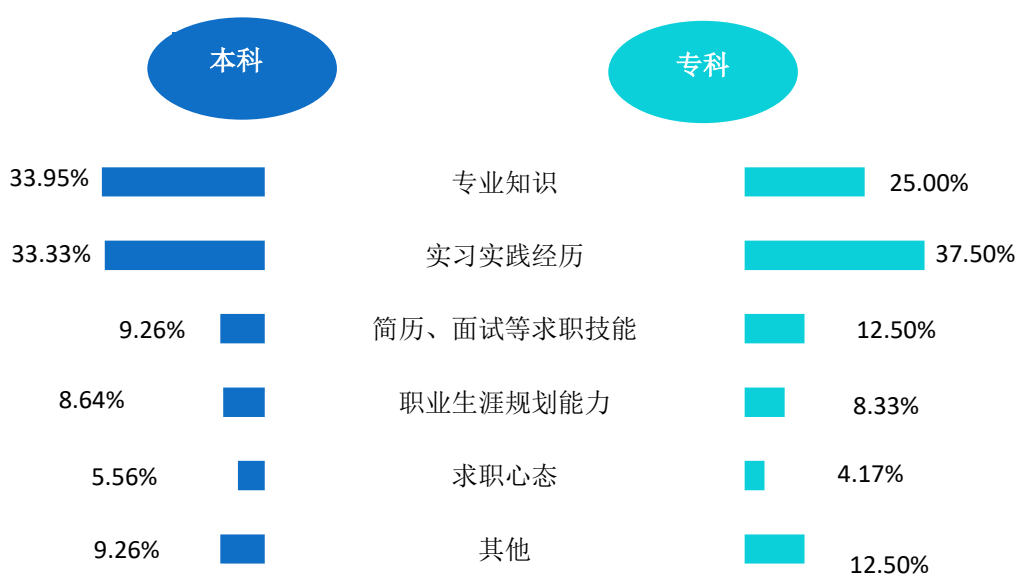 本科 专科
33.95% 专业知识 25.00%
33.33% 实习实践经历 37.50%
9.26% 简历、面试等求职技能 12.50%
8.64% 职业生涯规划能力 8.33%
5.56% 求职心态 4.17%
9.26% 其他 12.50%